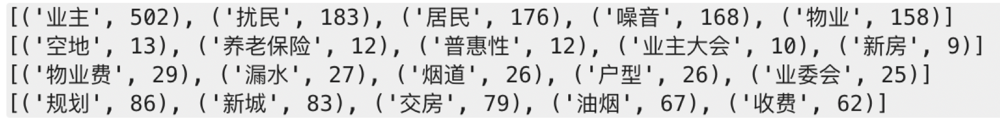 [('业主', 502), ('扰民', 183), ('居民', 176), ('噪音', 168), ('物业', 158)]
[('空地', 13), ('养老保险', 12), ('普惠性', 12), ('业主大会', 10), ('新房', 9)]
[('物业费', 29), ('漏水', 27), ('烟道', 26), ('户型', 26), ('业委会', 25)]
[('规划', 86), ('新城', 83), ('交房', 79), ('油烟', 67), ('收费', 62)]